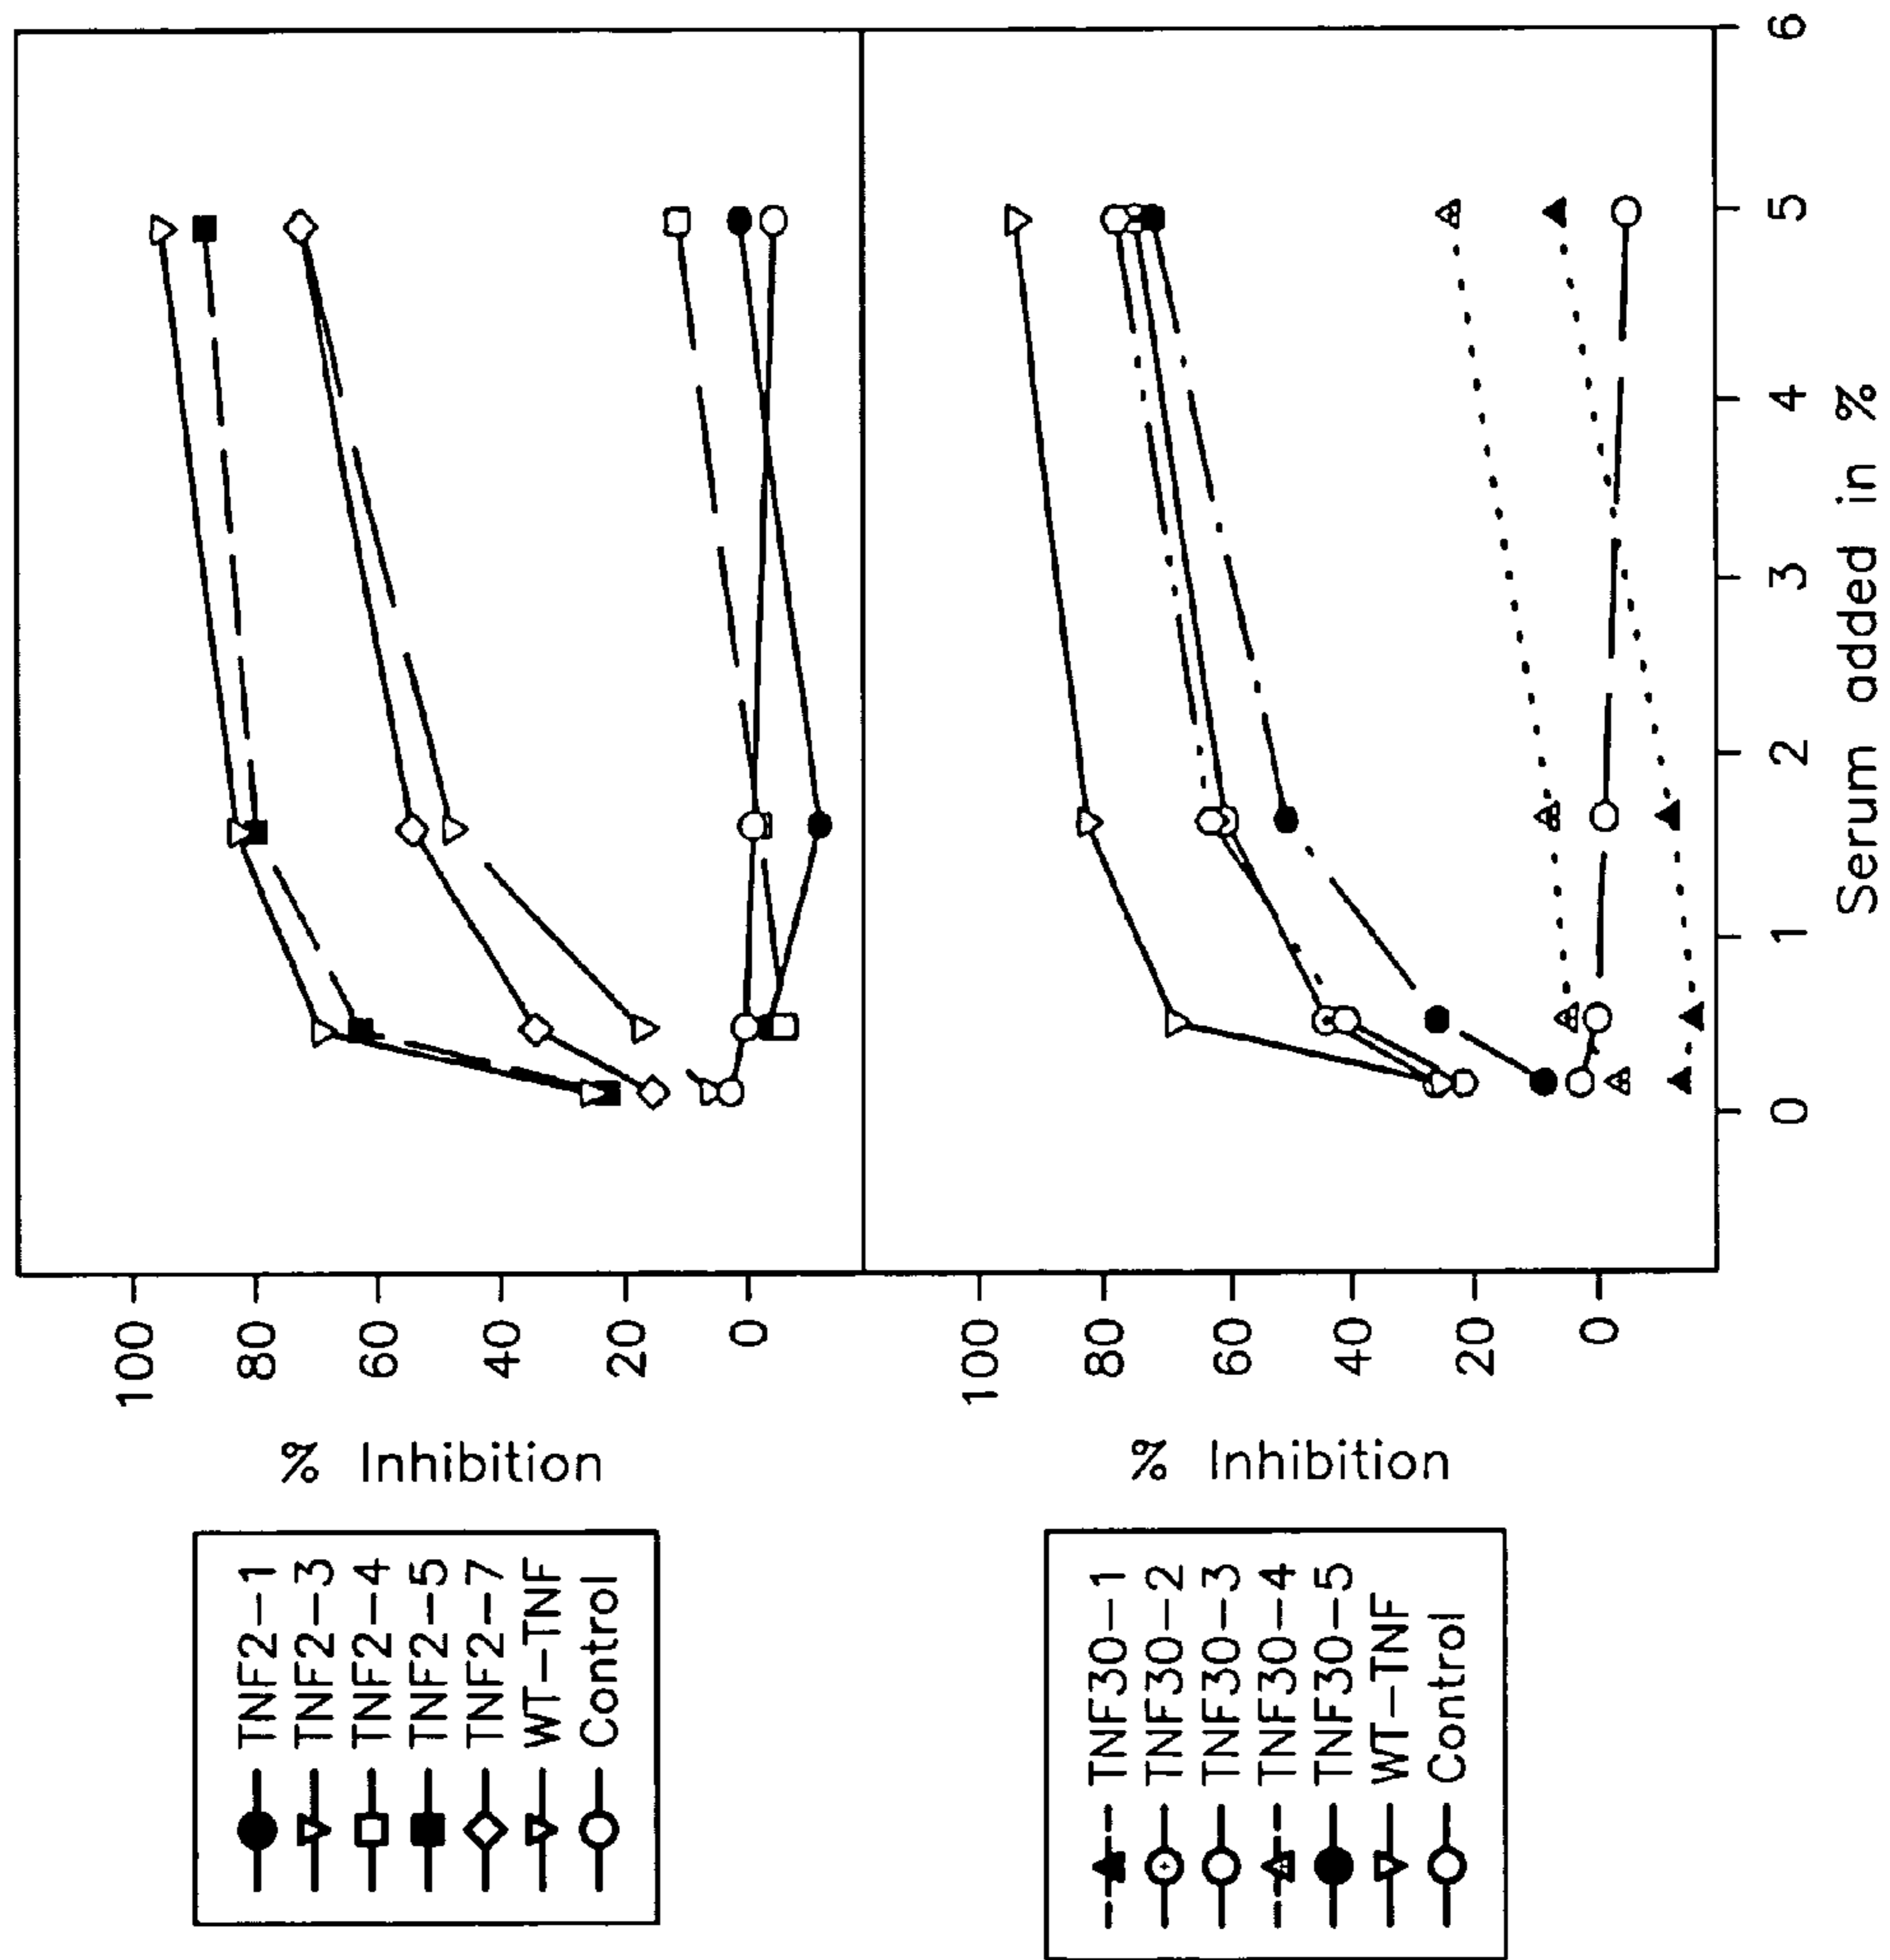 TNF2-1
TNF2-3
TNF2-4
TNF2-5
TNF2-7
WT-TNF
Control
% Inhibition
100
80
60
40
20
0
TNF30-1
TNF30-2
TNF30-3
TNF30-4
TNF30-5
WT-TNF
Control
% Inhibition
100
80
60
40
20
0
0 1 2 3 4 5 6
Serum added in %